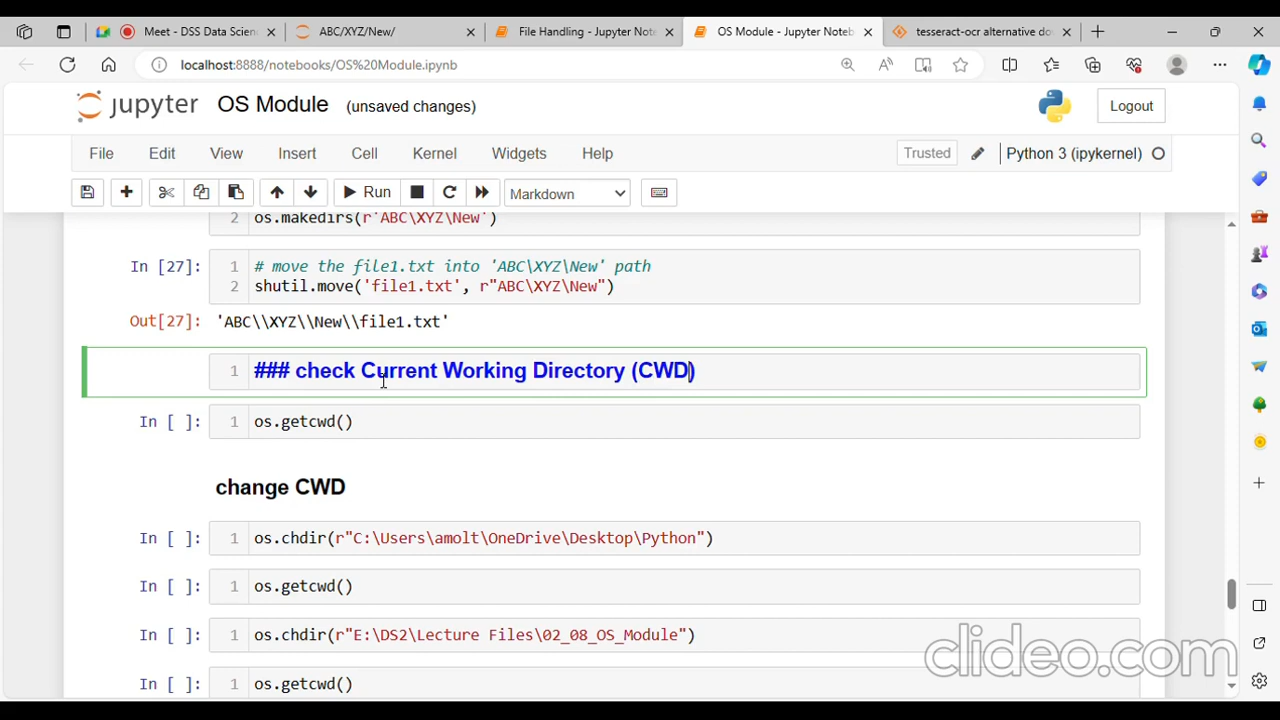 Meet - DSS Data Scien
ABC/XYZ/New/
File Handling - Jupyter Note
OS Module - Jupyter Noteb
tesseract-ocr alternative do
localhost:8888/notebooks/OS%20Module.ipynb
jupyter OS Module (unsaved changes)
Logout
File Edit View Insert Cell Kernel Widgets Help
Trusted
Python 3 (ipykernel)
Run
Markdown
2 os.makedirs(r'ABC\XYZ\New')
In [27]: 1 # move the file1.txt into 'ABC\XYZ\New' path
2 shutil.move('file1.txt', r"ABC\XYZ\New")
Out[27]: 'ABC\\XYZ\\New\\file1.txt'
1 ### check Current Working Directory (CWD)
In [ ]: 1 os.getcwd()
change CWD
In [ ]: 1 os.chdir(r"C:\Users\amolt\OneDrive\Desktop\Python")
In [ ]: 1 os.getcwd()
In [ ]: 1 os.chdir(r"E:\DS2\Lecture Files\02_08_OS_Module")
In [ ]: 1 os.getcwd()
clideo.com